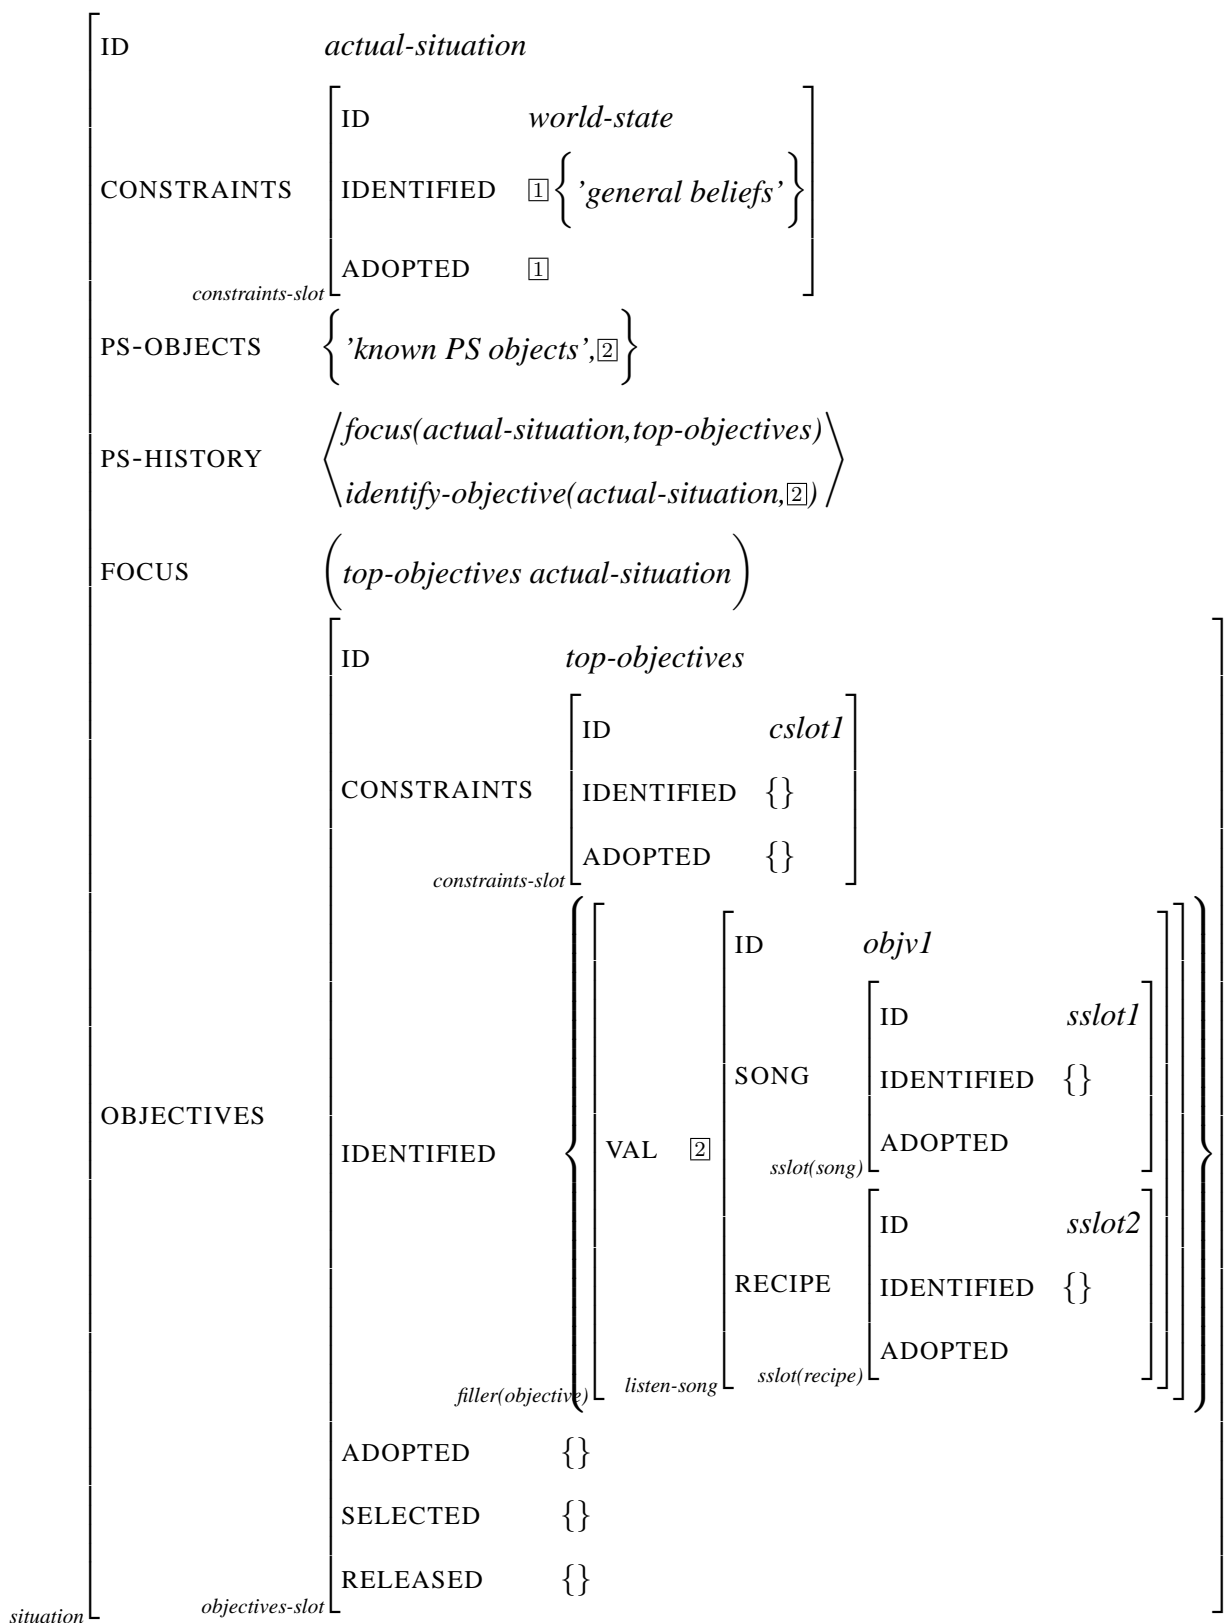 ID actual-situation
ID world-state
CONSTRAINTS IDENTIFIED 1 { 'general beliefs' }
ADOPTED 1
constraints-slot
PS-OBJECTS { 'known PS objects',2 }
focus(actual-situation,top-objectives)
PS-HISTORY
identify-objective(actual-situation,2)
FOCUS ( top-objectives actual-situation )
ID top-objectives
ID cslot1
CONSTRAINTS IDENTIFIED {}
ADOPTED {}
constraints-slot
ID objv1
ID sslot1
SONG IDENTIFIED {}
OBJECTIVES
ADOPTED
IDENTIFIED VAL 2
sslot(song)
ID sslot2
RECIPE IDENTIFIED {}
ADOPTED
sslot(recipe)
filler(objective) listen-song
ADOPTED {}
SELECTED {}
RELEASED {}
situation objectives-slot